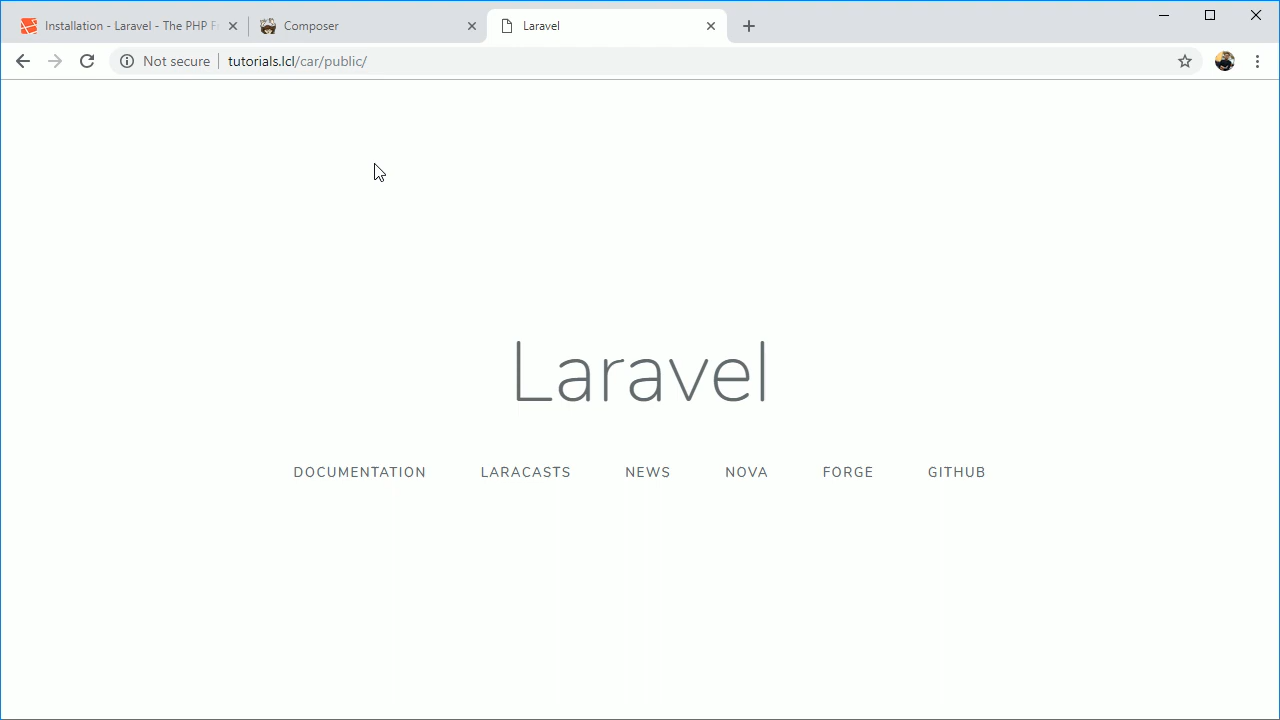 Installation - Laravel - The PHP F
Composer
Laravel
Not secure
tutorials.lcl/car/public/
Laravel
DOCUMENTATION LARACASTS NEWS NOVA FORGE GITHUB